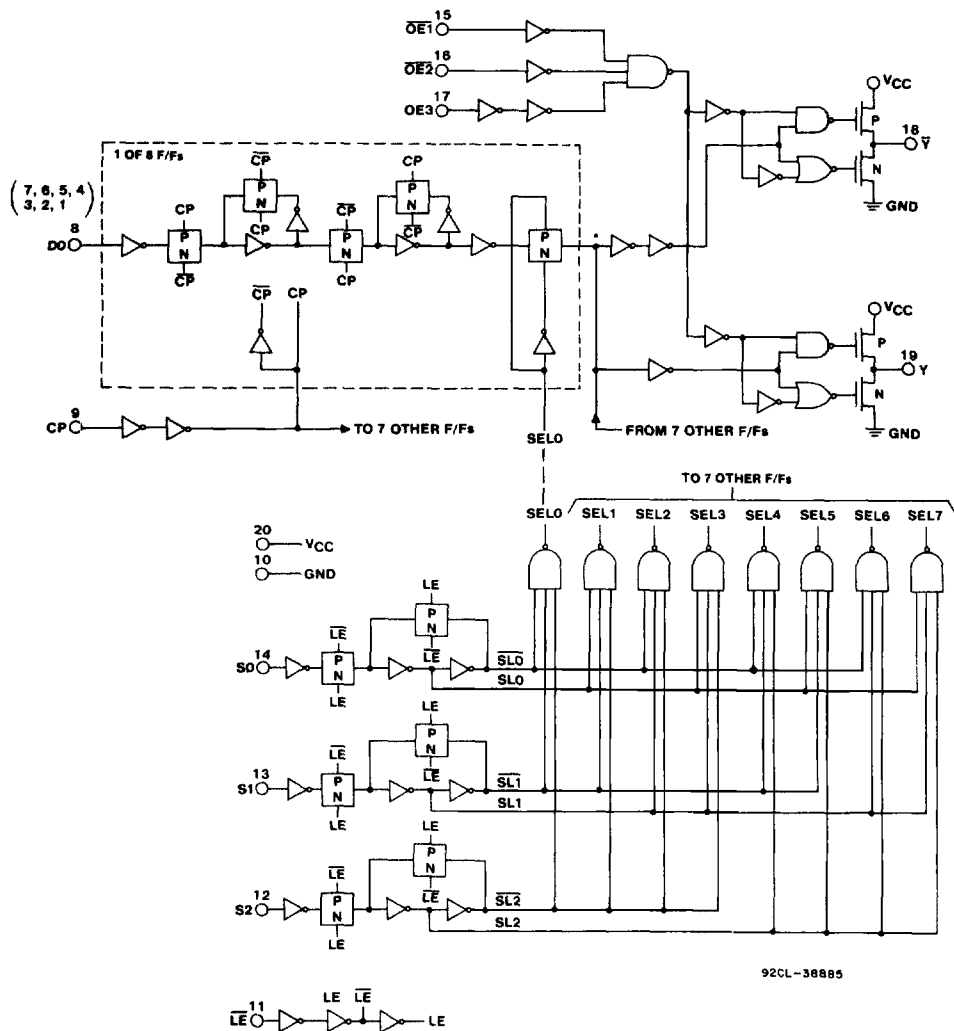 15
OE1
16
OE2
17
OE3
VCC
P
18
Y
N
GND
1 OF 8 F/Fs
(7, 6, 5, 4
3, 2, 1)
8
D0
CP
P
N
CP
CP
P
N
CP
CP
P
N
CP
CP
P
N
CP
P
N
CP
CP
9
CP
TO 7 OTHER F/Fs
SEL0
FROM 7 OTHER F/Fs
VCC
P
19
Y
N
GND
TO 7 OTHER F/Fs
SEL0 SEL1 SEL2 SEL3 SEL4 SEL5 SEL6 SEL7
20
VCC
10
GND
LE
P
N
LE
14
S0
LE
P
N
LE
SL0
SL0
LE
P
N
LE
13
S1
LE
P
N
LE
SL1
SL1
LE
P
N
LE
12
S2
LE
P
N
LE
SL2
SL2
92CL-38885
11
LE
LE
LE
LE